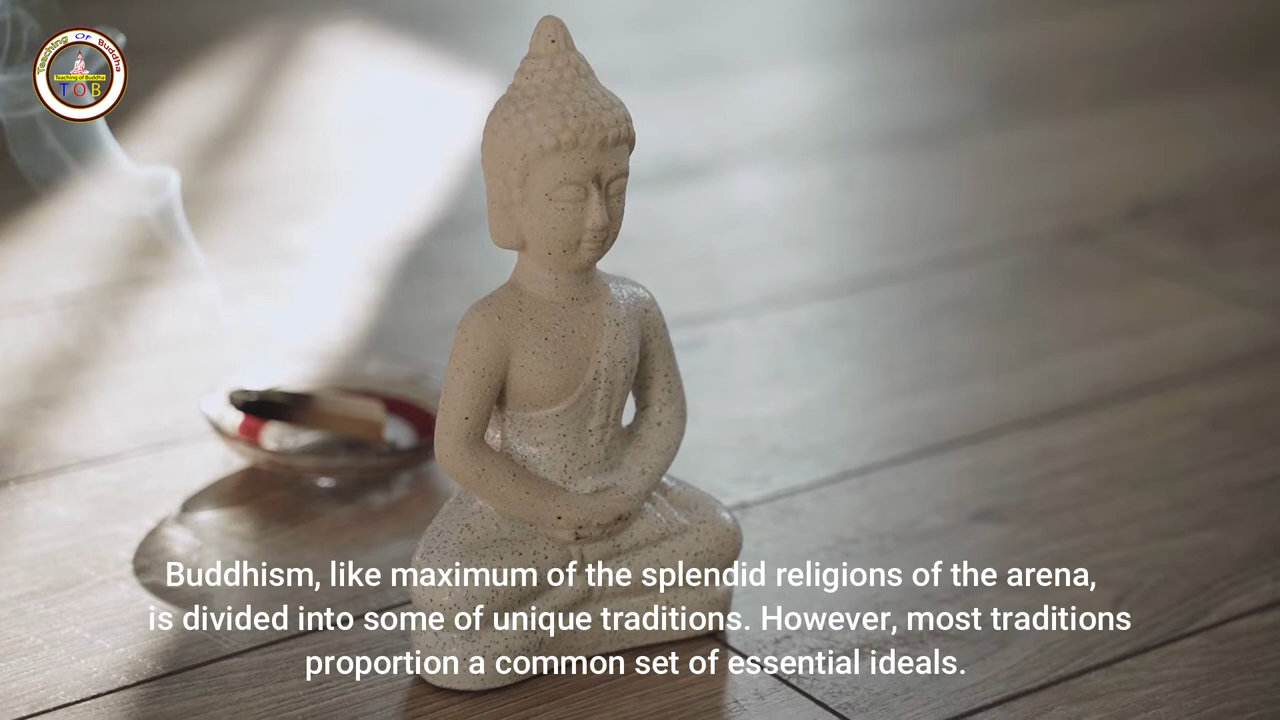 Teaching Of Buddha
Teaching of Buddha
T O B
Buddhism, like maximum of the splendid religions of the arena,
is divided into some of unique traditions. However, most traditions
proportion a common set of essential ideals.